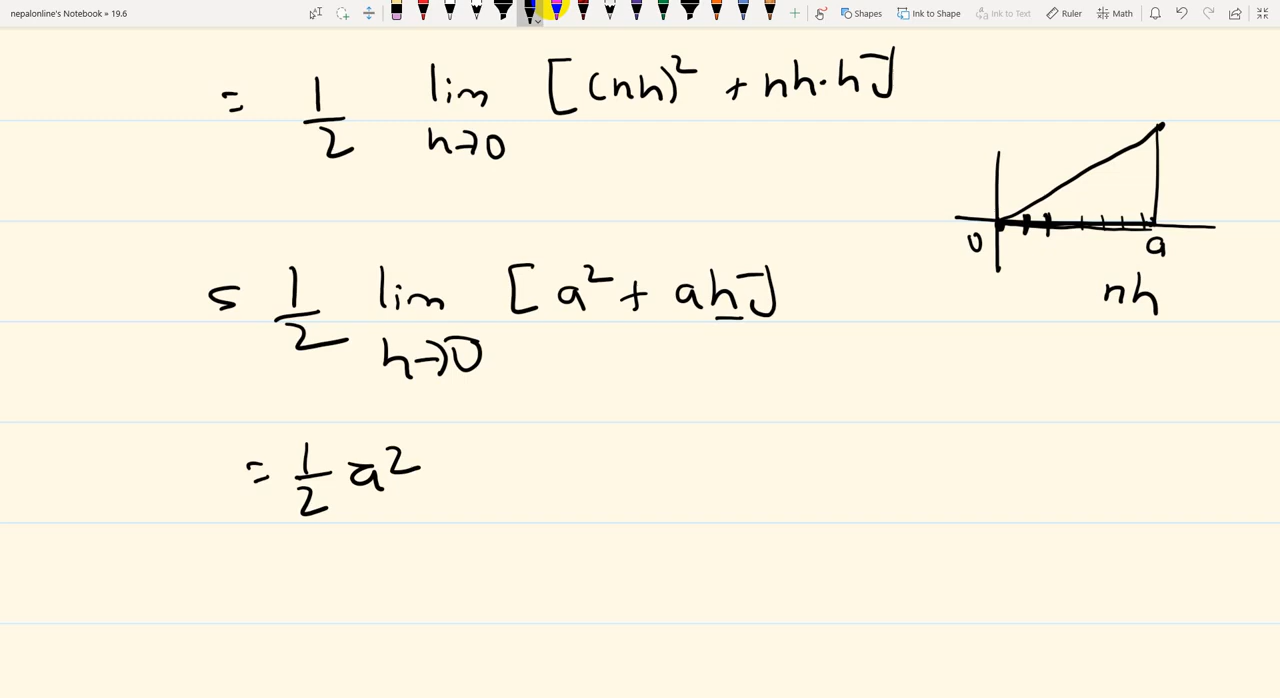 nepalonline's Notebook » 19.6
Shapes Ink to Shape Ink to Text Ruler Math
= 1/2 lim h→0 [(nh)² + nh·h]
0 a
nh
= 1/2 lim h→0 [a² + ah]
= 1/2 a²